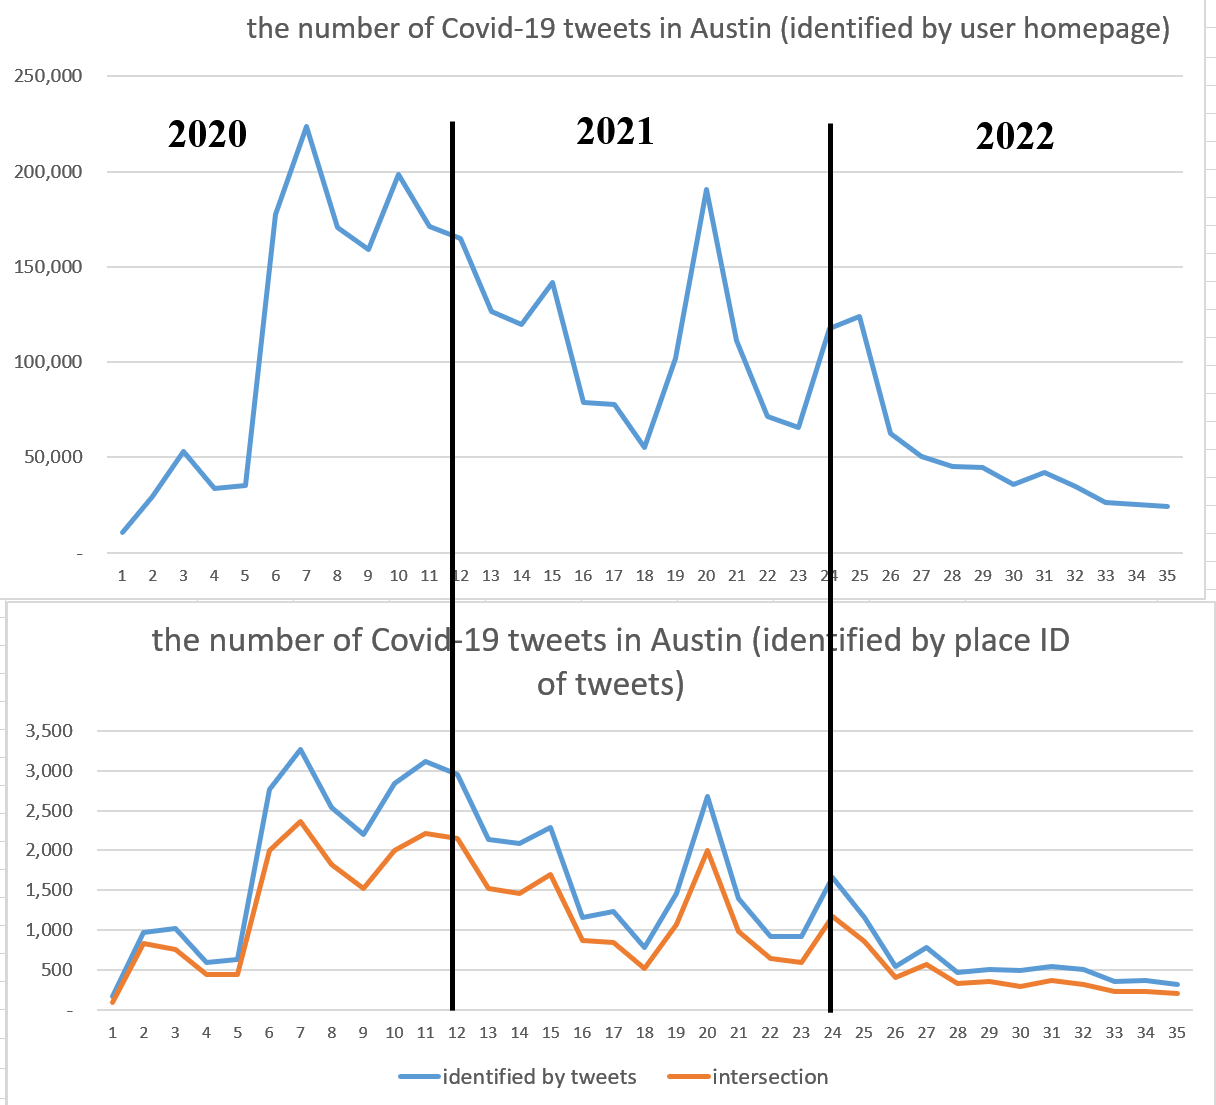 the number of Covid-19 tweets in Austin (identified by user homepage)
250,000
2020 2021 2022
200,000
150,000
100,000
50,000
-
1 2 3 4 5 6 7 8 9 10 11 12 13 14 15 16 17 18 19 20 21 22 23 24 25 26 27 28 29 30 31 32 33 34 35
the number of Covid-19 tweets in Austin (identified by place ID
of tweets)
3,500
3,000
2,500
2,000
1,500
1,000
500
-
1 2 3 4 5 6 7 8 9 10 11 12 13 14 15 16 17 18 19 20 21 22 23 24 25 26 27 28 29 30 31 32 33 34 35
identified by tweets intersection